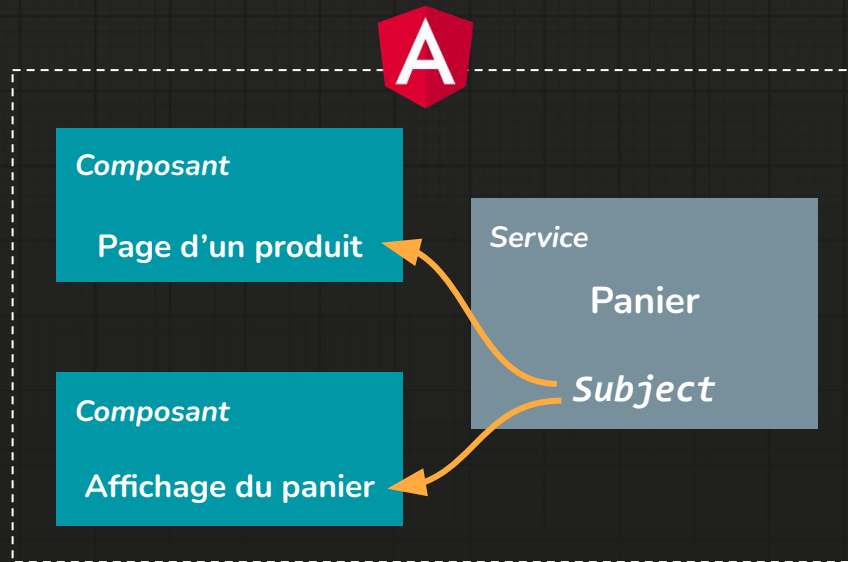 A
Composant
Page d’un produit
Service
Panier
Subject
Composant
Affichage du panier